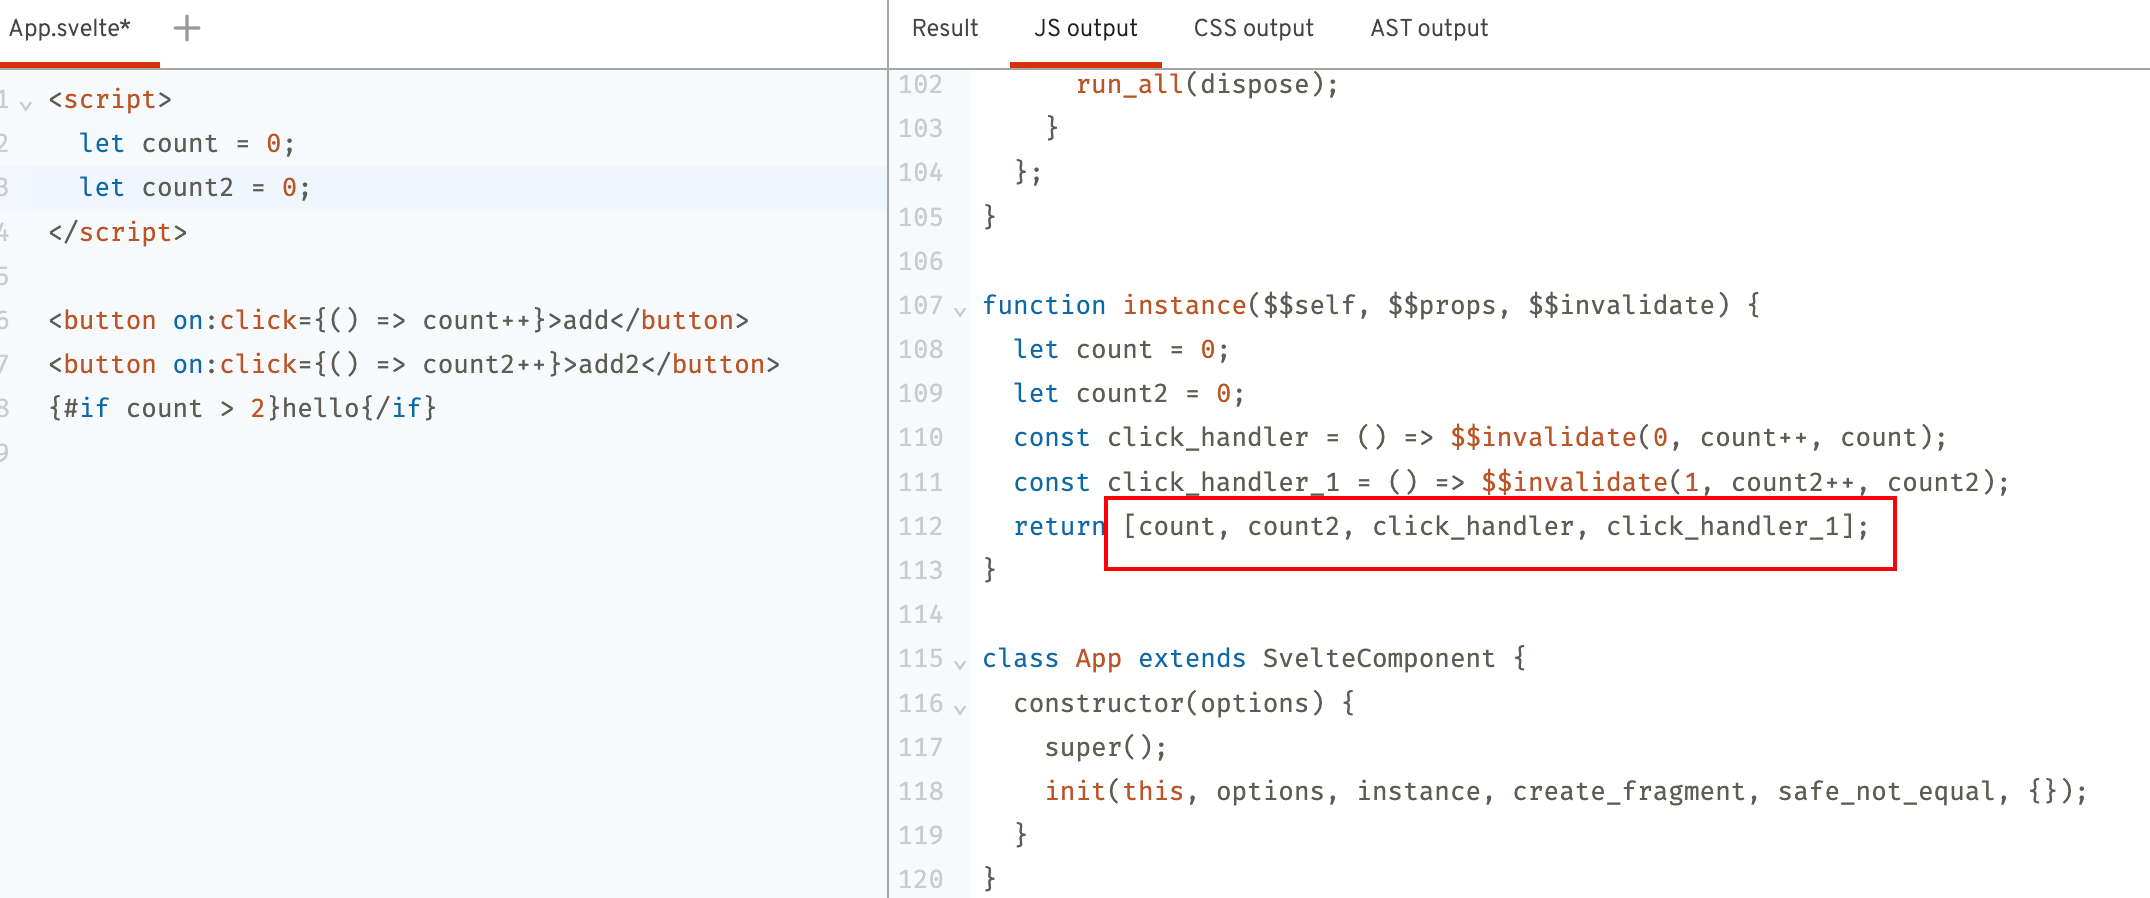 App.svelte*
1 <script>
2   let count = 0;
3   let count2 = 0;
4 </script>
5
6 <button on:click={() => count++}>add</button>
7 <button on:click={() => count2++}>add2</button>
8 {#if count > 2}hello{/if}
9
Result JS output CSS output AST output
102       run_all(dispose);
103     }
104   };
105 }
106
107 function instance($$self, $$props, $$invalidate) {
108   let count = 0;
109   let count2 = 0;
110   const click_handler = () => $$invalidate(0, count++, count);
111   const click_handler_1 = () => $$invalidate(1, count2++, count2);
112   return [count, count2, click_handler, click_handler_1];
113 }
114
115 class App extends SvelteComponent {
116   constructor(options) {
117     super();
118     init(this, options, instance, create_fragment, safe_not_equal, {});
119   }
120 }